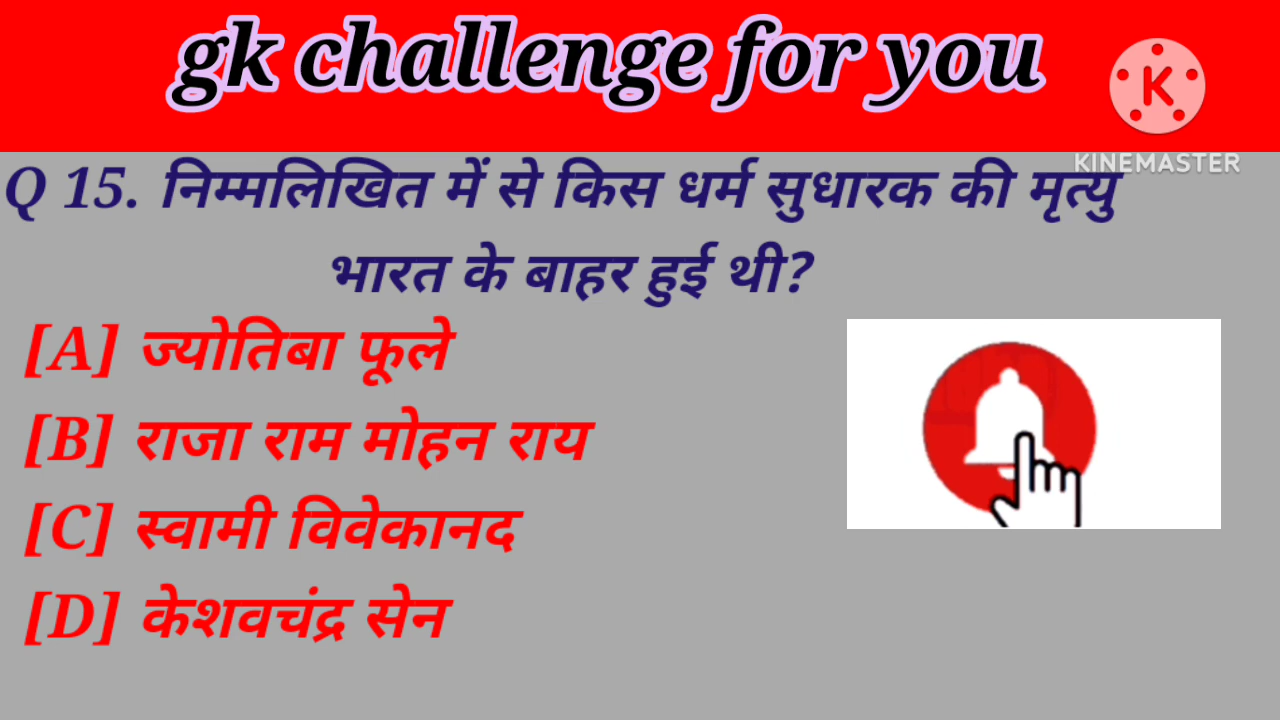 gk challenge for you
K
KINEMASTER
Q 15. निम्मलिखित में से किस धर्म सुधारक की मृत्यु
भारत के बाहर हुई थी?
[A] ज्योतिबा फूले
[B] राजा राम मोहन राय
[C] स्वामी विवेकानद
[D] केशवचंद्र सेन